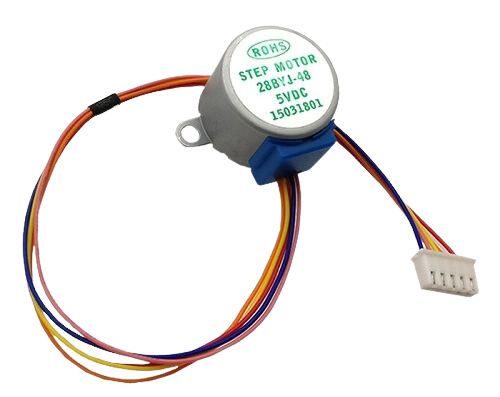 ROHS
STEP MOTOR
28BYJ-48
5VDC
15031801